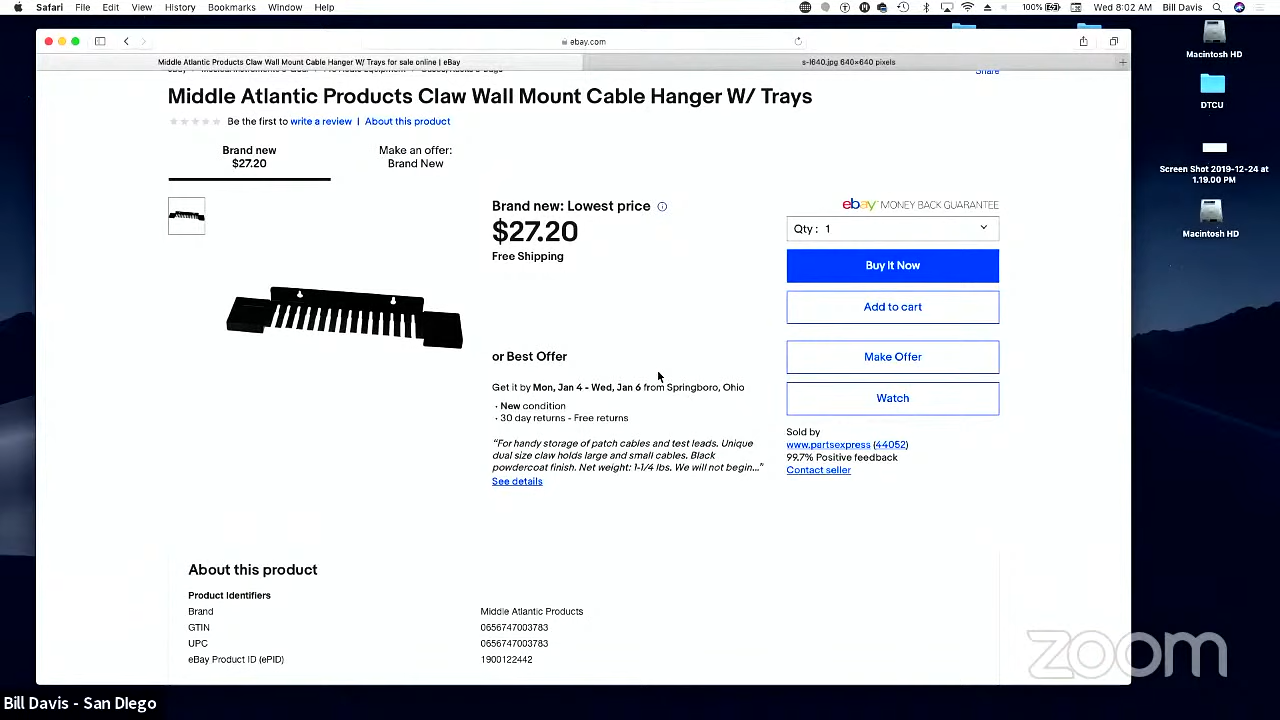 Safari File Edit View History Bookmarks Window Help
100% Wed 8:02 AM Bill Davis
ebay.com
Middle Atlantic Products Claw Wall Mount Cable Hanger W/ Trays for sale online | eBay
s-l640.jpg 640×640 pixels
Share
Middle Atlantic Products Claw Wall Mount Cable Hanger W/ Trays
Be the first to write a review | About this product
Brand new
$27.20
Make an offer:
Brand New
Brand new: Lowest price
$27.20
Free Shipping
or Best Offer
Get it by Mon, Jan 4 - Wed, Jan 6 from Springboro, Ohio
· New condition
· 30 day returns - Free returns
"For handy storage of patch cables and test leads. Unique
dual size claw holds large and small cables. Black
powdercoat finish. Net weight: 1-1/4 lbs. We will not begin..."
See details
ebay MONEY BACK GUARANTEE
Qty : 1
Buy It Now
Add to cart
Make Offer
Watch
Sold by
www.partsexpress (44052)
99.7% Positive feedback
Contact seller
About this product
Product Identifiers
Brand Middle Atlantic Products
GTIN 0656747003783
UPC 0656747003783
eBay Product ID (ePID) 1900122442
Macintosh HD
DTCU
Screen Shot 2019-12-24 at
1.19.00 PM
Macintosh HD
zoom
Bill Davis - San DIego